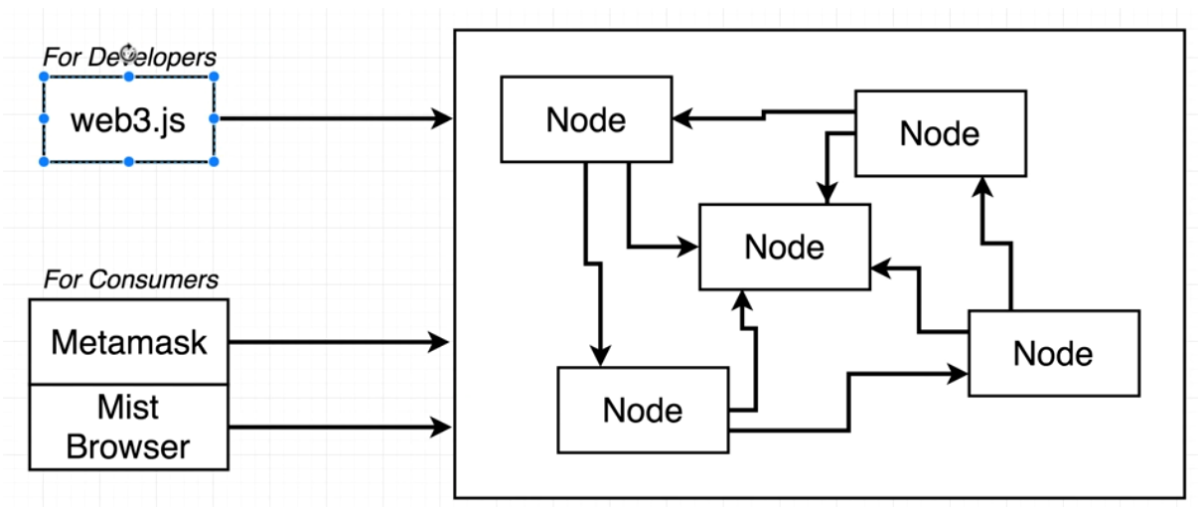 For Developers
web3.js
Node
Node
Node
For Consumers
Metamask
Node
Mist
Browser
Node